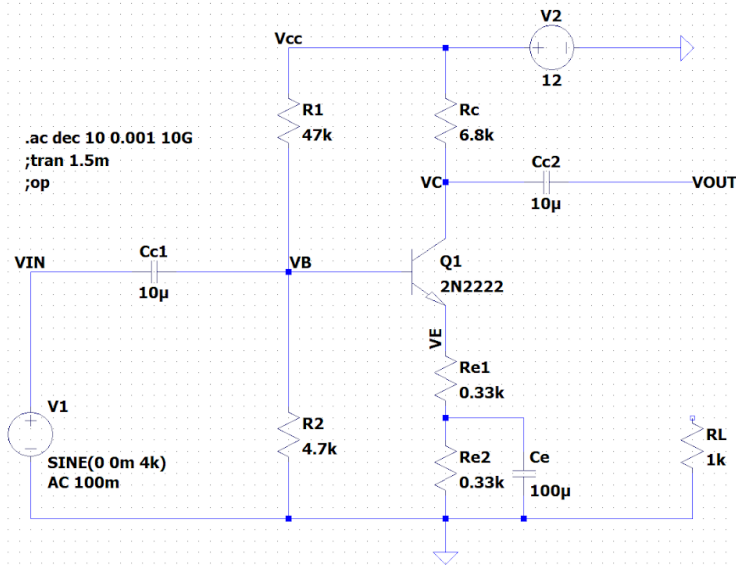 V2
Vcc
12
R1
47k
Rc
6.8k
.ac dec 10 0.001 10G
;tran 1.5m
;op
Cc2
VC
VOUT
10µ
Cc1
VIN
VB
10µ
Q1
2N2222
VE
Re1
0.33k
V1
R2
4.7k
Re2
0.33k
Ce
100µ
RL
1k
SINE(0 0m 4k)
AC 100m